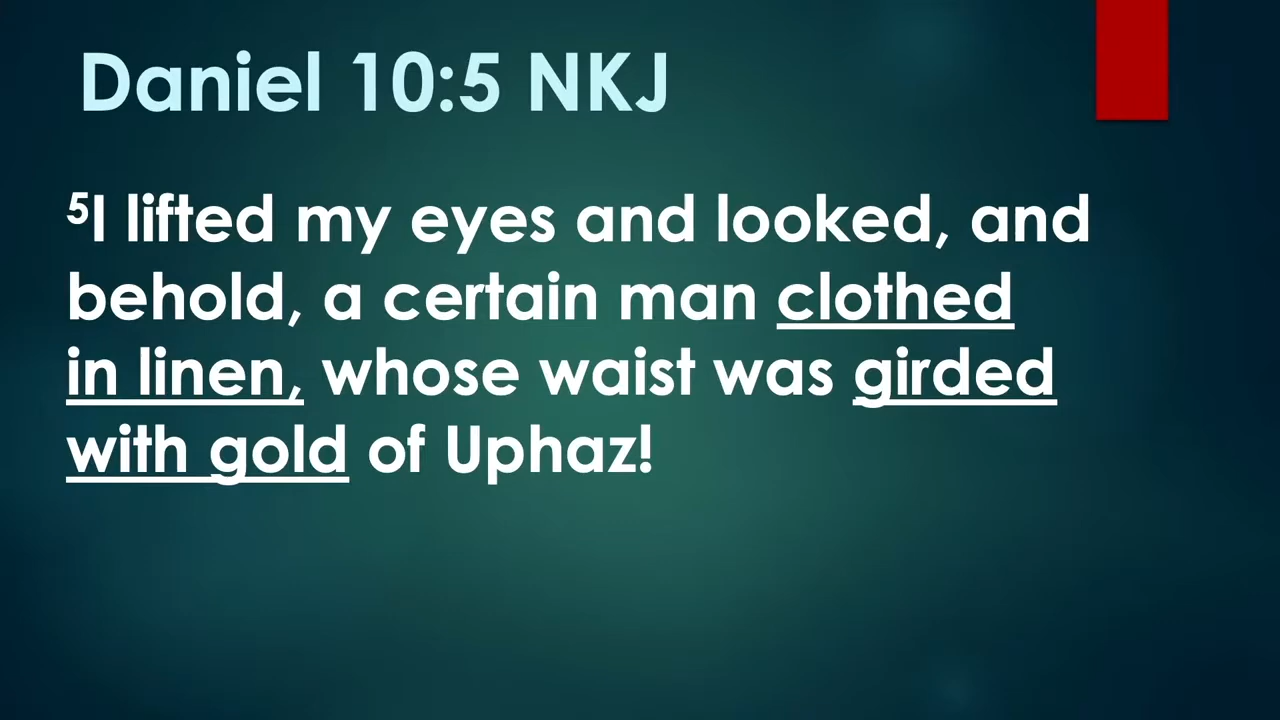 Daniel 10:5 NKJ
5I lifted my eyes and looked, and
behold, a certain man clothed
in linen, whose waist was girded
with gold of Uphaz!